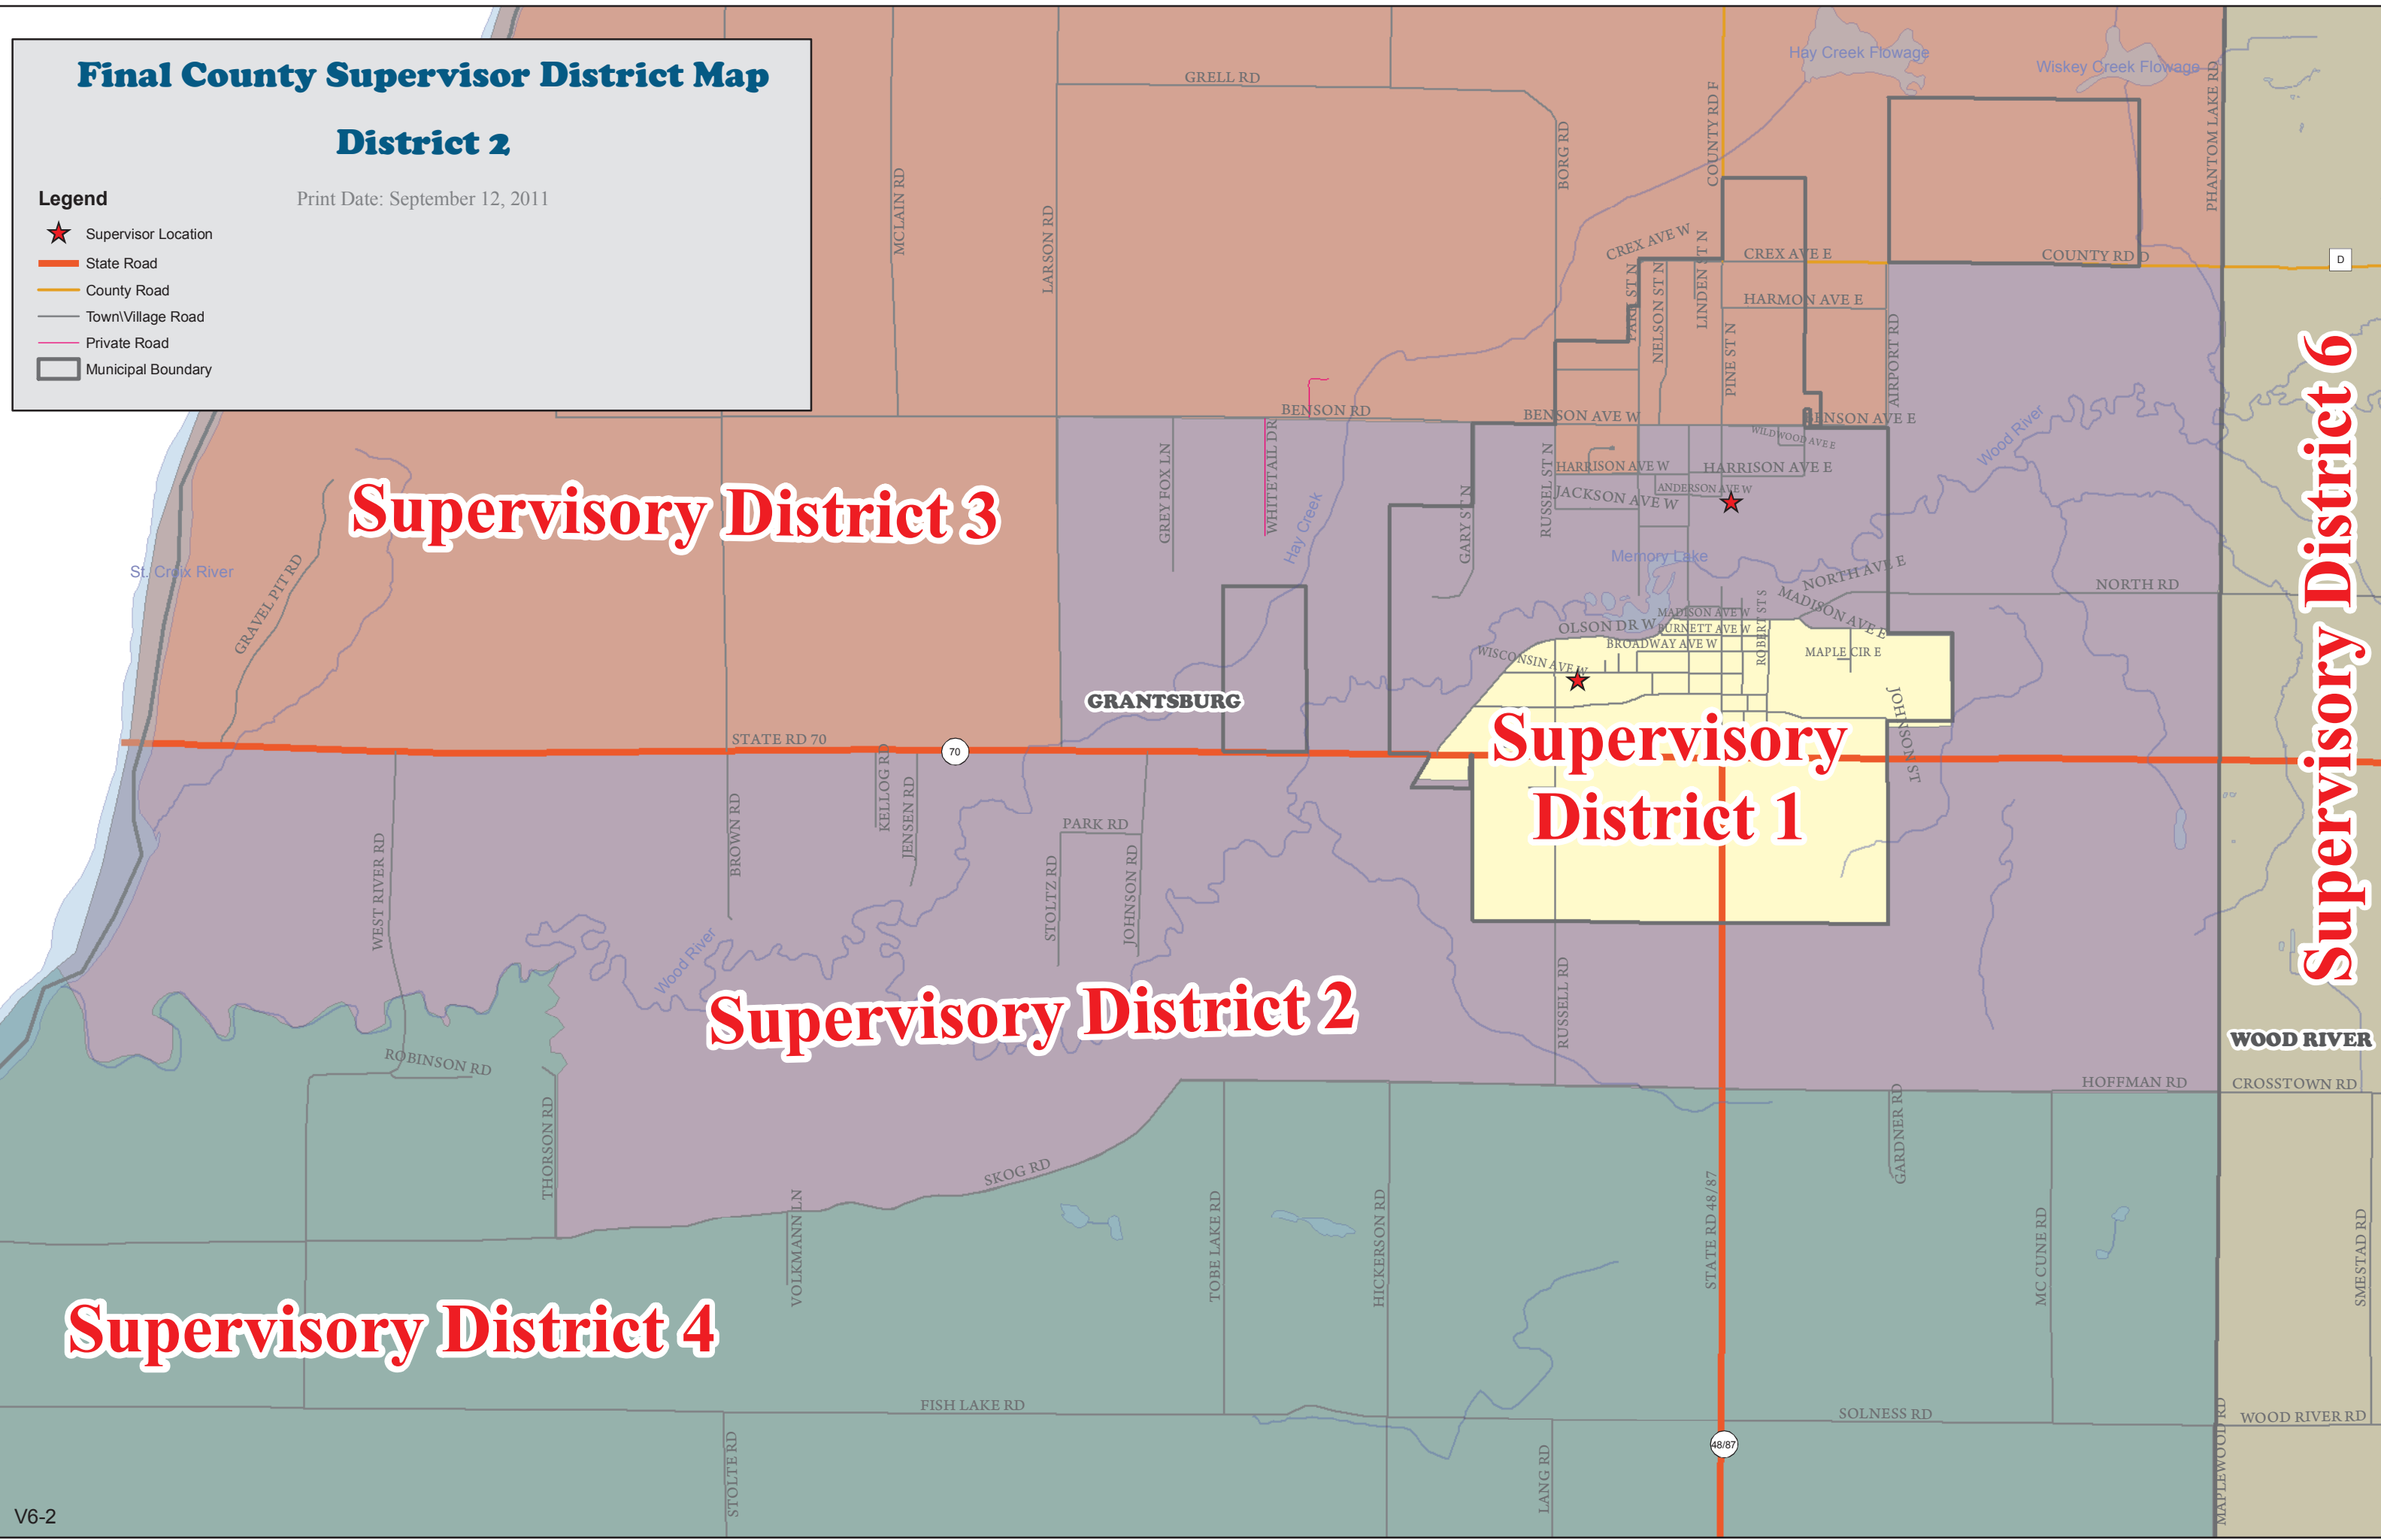 Final County Supervisor District Map
District 2
Print Date: September 12, 2011
Legend
Supervisor Location
State Road
County Road
Town\Village Road
Private Road
Municipal Boundary
Hay Creek Flowage
Wiskey Creek Flowage
GRELL RD
COUNTY RD F
PHANTOM LAKE RD
BORG RD
MCLAIN RD
LARSON RD
CREX AVE W
LINDEN ST N
CREX AVE E
COUNTY RD D
D
PARK ST N
NELSON ST N
HARMON AVE E
PINE ST N
AIRPORT RD
BENSON RD
BENSON AVE W
BENSON AVE E
WILDWOOD AVE E
Wood River
GREY FOX LN
WHITETAIL DR
HARRISON AVE W
HARRISON AVE E
RUSSEL ST N
JACKSON AVE W
ANDERSON AVE W
GARY ST N
Supervisory District 3
Supervisory District 6
Hay Creek
Memory Lake
St. Croix River
GRAVEL PIT RD
NORTH AVE E
NORTH RD
MADISON AVE W
MADISON AVE E
OLSON DR W
BURNETT AVE W
ROBERT ST S
BROADWAY AVE W
MAPLE CIR E
WISCONSIN AVE W
GRANTSBURG
JOHNSON ST
STATE RD 70
70
Supervisory
District 1
KELLOG RD
JENSEN RD
BROWN RD
WEST RIVER RD
PARK RD
STOLTZ RD
JOHNSON RD
Wood River
Supervisory District 2
RUSSELL RD
WOOD RIVER
ROBINSON RD
HOFFMAN RD
CROSSTOWN RD
THORSON RD
GARDNER RD
SKOG RD
VOLKMANN LN
TOBE LAKE RD
HICKERSON RD
STATE RD 48/87
MC CUNE RD
SMESTAD RD
Supervisory District 4
FISH LAKE RD
SOLNESS RD
WOOD RIVER RD
48/87
STOLTE RD
LANG RD
MAPLEWOOD RD
V6-2